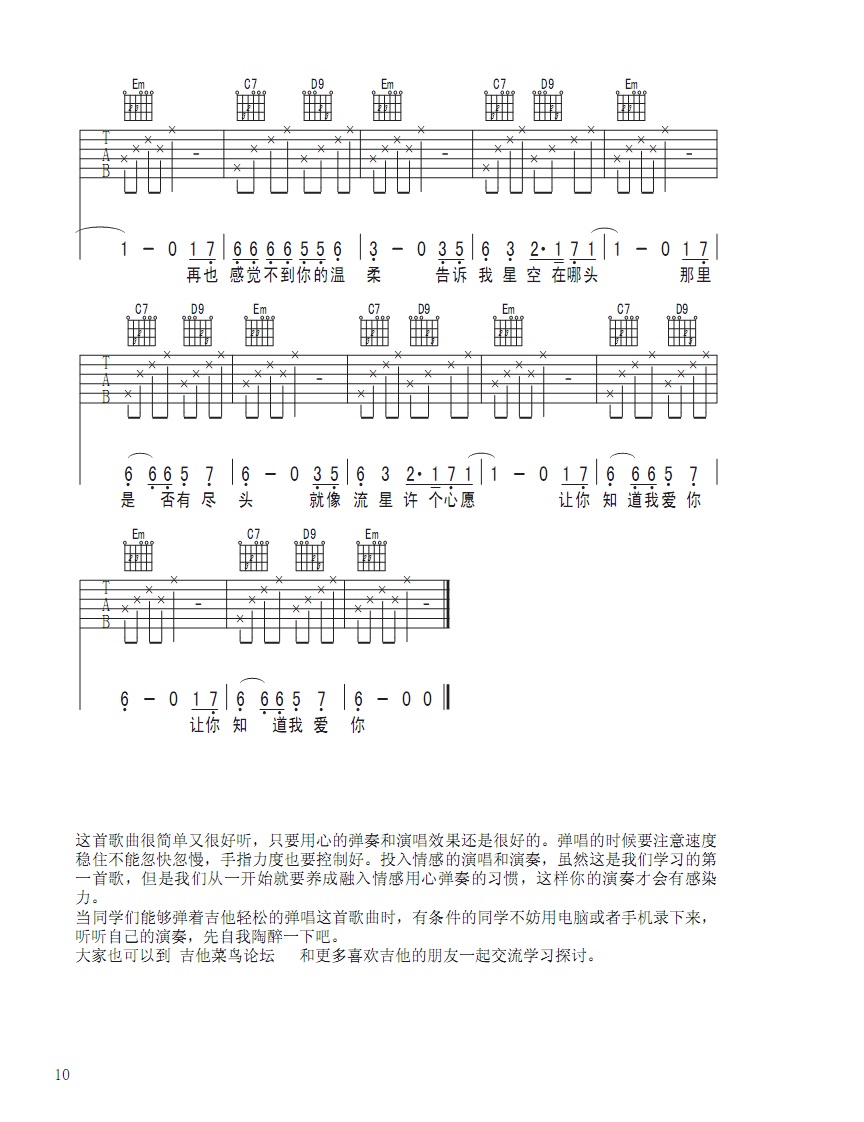 Em C7 D9 Em C7 D9 Em
T
A
B
1 − 0 1 7 | 6 6 6 6 5 5 6 | 3 − 0 3 5 | 6 3 2· 1 7 1 | 1 − 0 1 7
再也 感觉不到你的温 柔 告诉 我星空 在哪头 那里
C7 D9 Em C7 D9 Em C7 D9
T
A
B
6 6 6 5 7 | 6 − 0 3 5 | 6 3 2· 1 7 1 | 1 − 0 1 7 | 6 6 6 5 7
是 否有尽 头 就像 流星许 个心愿 让你 知 道我爱你
Em C7 D9 Em
T
A
B
6 − 0 1 7 | 6 6 6 5 7 | 6 − 0 0
让你 知 道我 爱 你
这首歌曲很简单又很好听，只要用心的弹奏和演唱效果还是很好的。弹唱的时候要注意速度
稳住不能忽快忽慢，手指力度也要控制好。投入情感的演唱和演奏，虽然这是我们学习的第
一首歌，但是我们从一开始就要养成融入情感用心弹奏的习惯，这样你的演奏才会有感染
力。
当同学们能够弹着吉他轻松的弹唱这首歌曲时，有条件的同学不妨用电脑或者手机录下来，
听听自己的演奏，先自我陶醉一下吧。
大家也可以到 吉他菜鸟论坛 和更多喜欢吉他的朋友一起交流学习探讨。
10